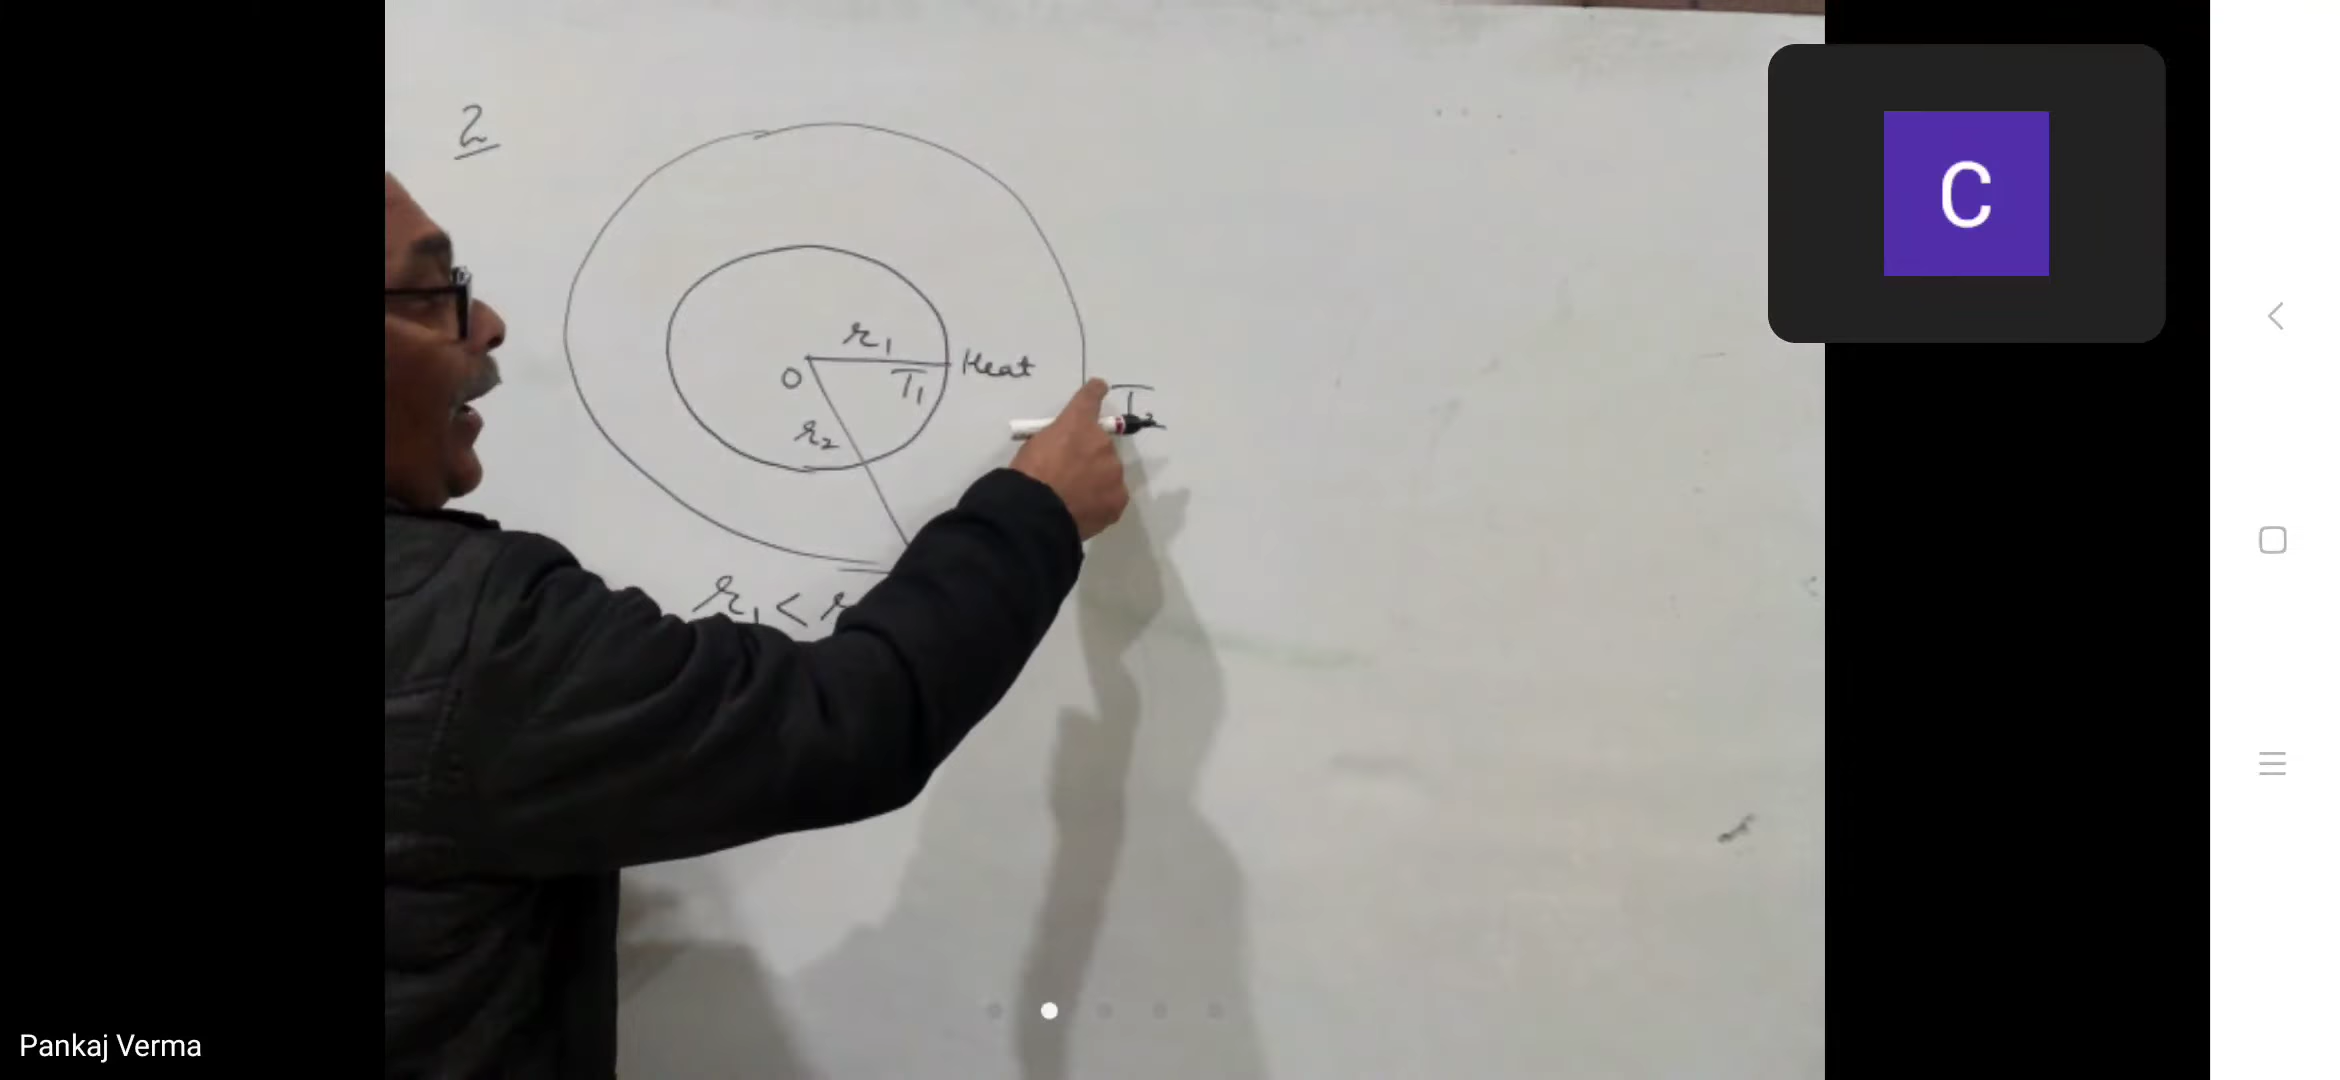 2
r₁
Heat
O
T₁
T₂
r₂
r₁ < r
C
Pankaj Verma